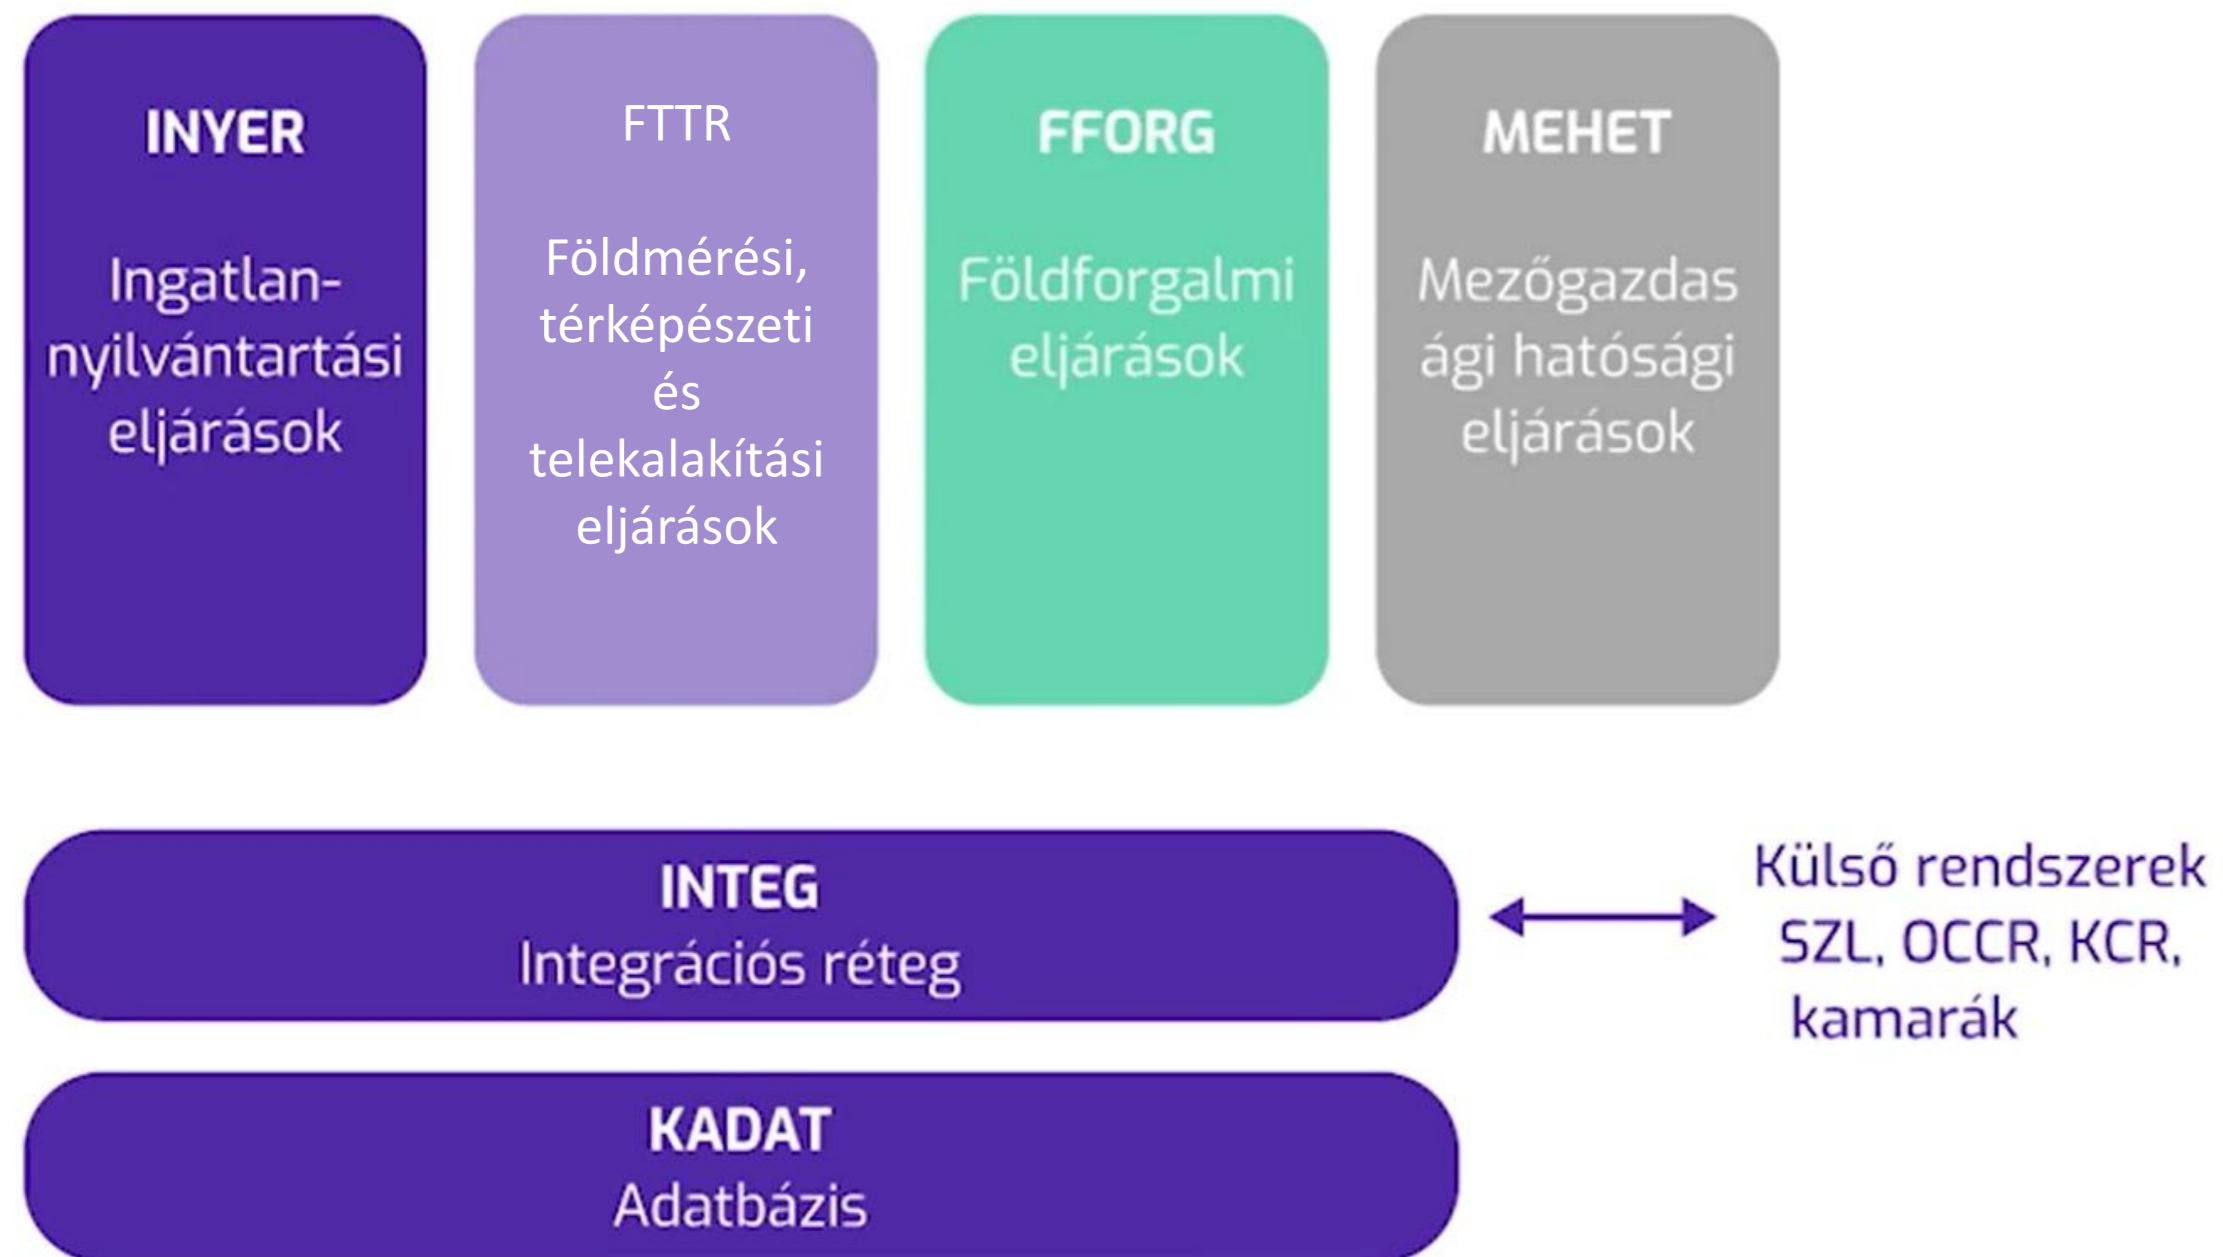 INYER
Ingatlan-
nyilvántartási
eljárások
FTTR
Földmérési,
térképészeti
és
telekalakítási
eljárások
FFORG
Földforgalmi
eljárások
MEHET
Mezőgazdas
ági hatósági
eljárások
INTEG
Integrációs réteg
Külső rendszerek
SZL, OCCR, KCR,
kamarák
KADAT
Adatbázis